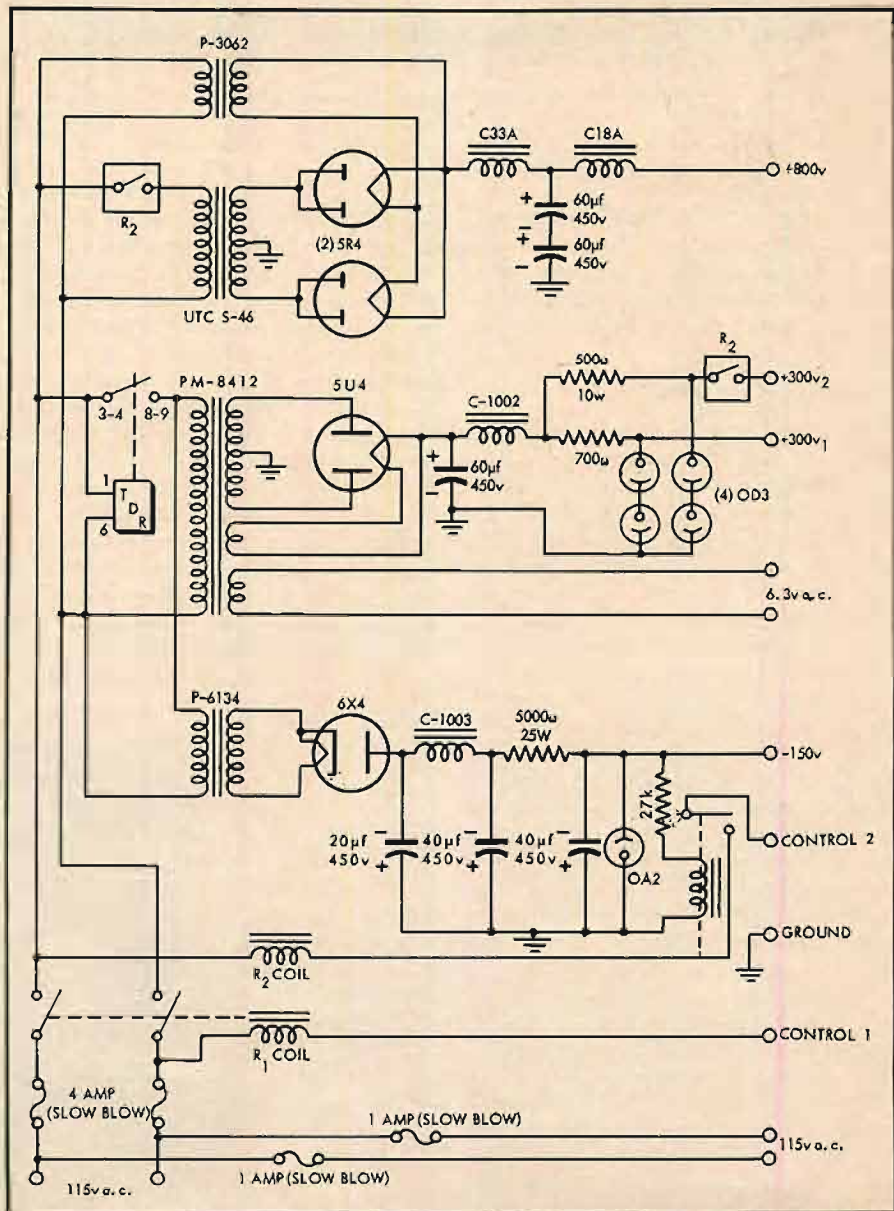 P-3062
C33A
C18A
+800v
+
60µf
450v
+
−
60µf
450v
−
R2
(2) 5R4
UTC S-46
R2
500ω
10w
+300v2
PM-8412
5U4
C-1002
3-4
8-9
+300v1
700ω
+
60µf
450v
−
(4) OD3
1
T
D
R
6
6.3v a.c.
P-6134
6X4
C-1003
5000ω
25W
-150v
27k
20µf
450v
−
+
40µf
450v
−
+
40µf
450v
−
+
OA2
CONTROL 2
GROUND
R2 COIL
R1 COIL
CONTROL 1
4 AMP
(SLOW BLOW)
1 AMP (SLOW BLOW)
115v a.c.
1 AMP (SLOW BLOW)
115v a.c.